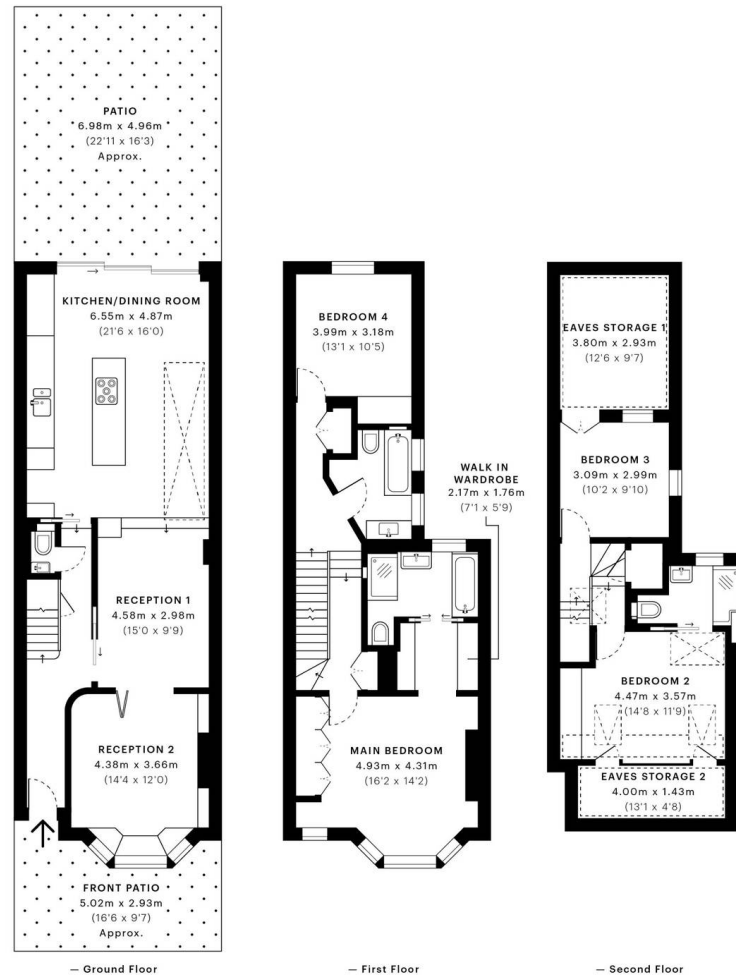 PATIO
6.98m x 4.96m
(22'11 x 16'3)
Approx.
KITCHEN/DINING ROOM
6.55m x 4.87m
(21'6 x 16'0)
RECEPTION 1
4.58m x 2.98m
(15'0 x 9'9)
RECEPTION 2
4.38m x 3.66m
(14'4 x 12'0)
FRONT PATIO
5.02m x 2.93m
(16'6 x 9'7)
Approx.
— Ground Floor
BEDROOM 4
3.99m x 3.18m
(13'1 x 10'5)
WALK IN
WARDROBE
2.17m x 1.76m
(7'1 x 5'9)
MAIN BEDROOM
4.93m x 4.31m
(16'2 x 14'2)
— First Floor
EAVES STORAGE 1
3.80m x 2.93m
(12'6 x 9'7)
BEDROOM 3
3.09m x 2.99m
(10'2 x 9'10)
BEDROOM 2
4.47m x 3.57m
(14'8 x 11'9)
EAVES STORAGE 2
4.00m x 1.43m
(13'1 x 4'8)
— Second Floor